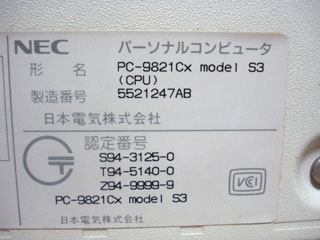 NEC パーソナルコンピュータ
形 名 PC-9821Cx model S3
(CPU)
製造番号 5521247AB
日本電気株式会社
認定番号
S94-3125-0
T94-5140-0
Z94-9999-9
PC-9821Cx model S3
日本電気株式会社
VCI